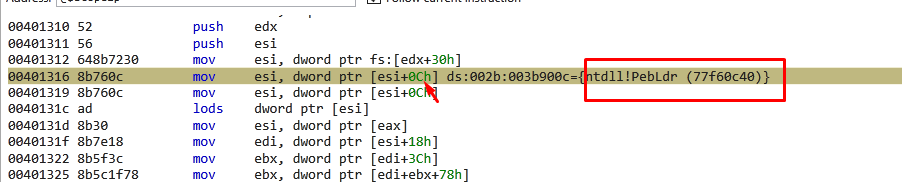 00401310 52 push edx
00401311 56 push esi
00401312 648b7230 mov esi, dword ptr fs:[edx+30h]
00401316 8b760c mov esi, dword ptr [esi+0Ch] ds:002b:003b900c={ntdll!PebLdr (77f60c40)}
00401319 8b760c mov esi, dword ptr [esi+0Ch]
0040131c ad lods dword ptr [esi]
0040131d 8b30 mov esi, dword ptr [eax]
0040131f 8b7e18 mov edi, dword ptr [esi+18h]
00401322 8b5f3c mov ebx, dword ptr [edi+3Ch]
00401325 8b5c1f78 mov ebx, dword ptr [edi+ebx+78h]